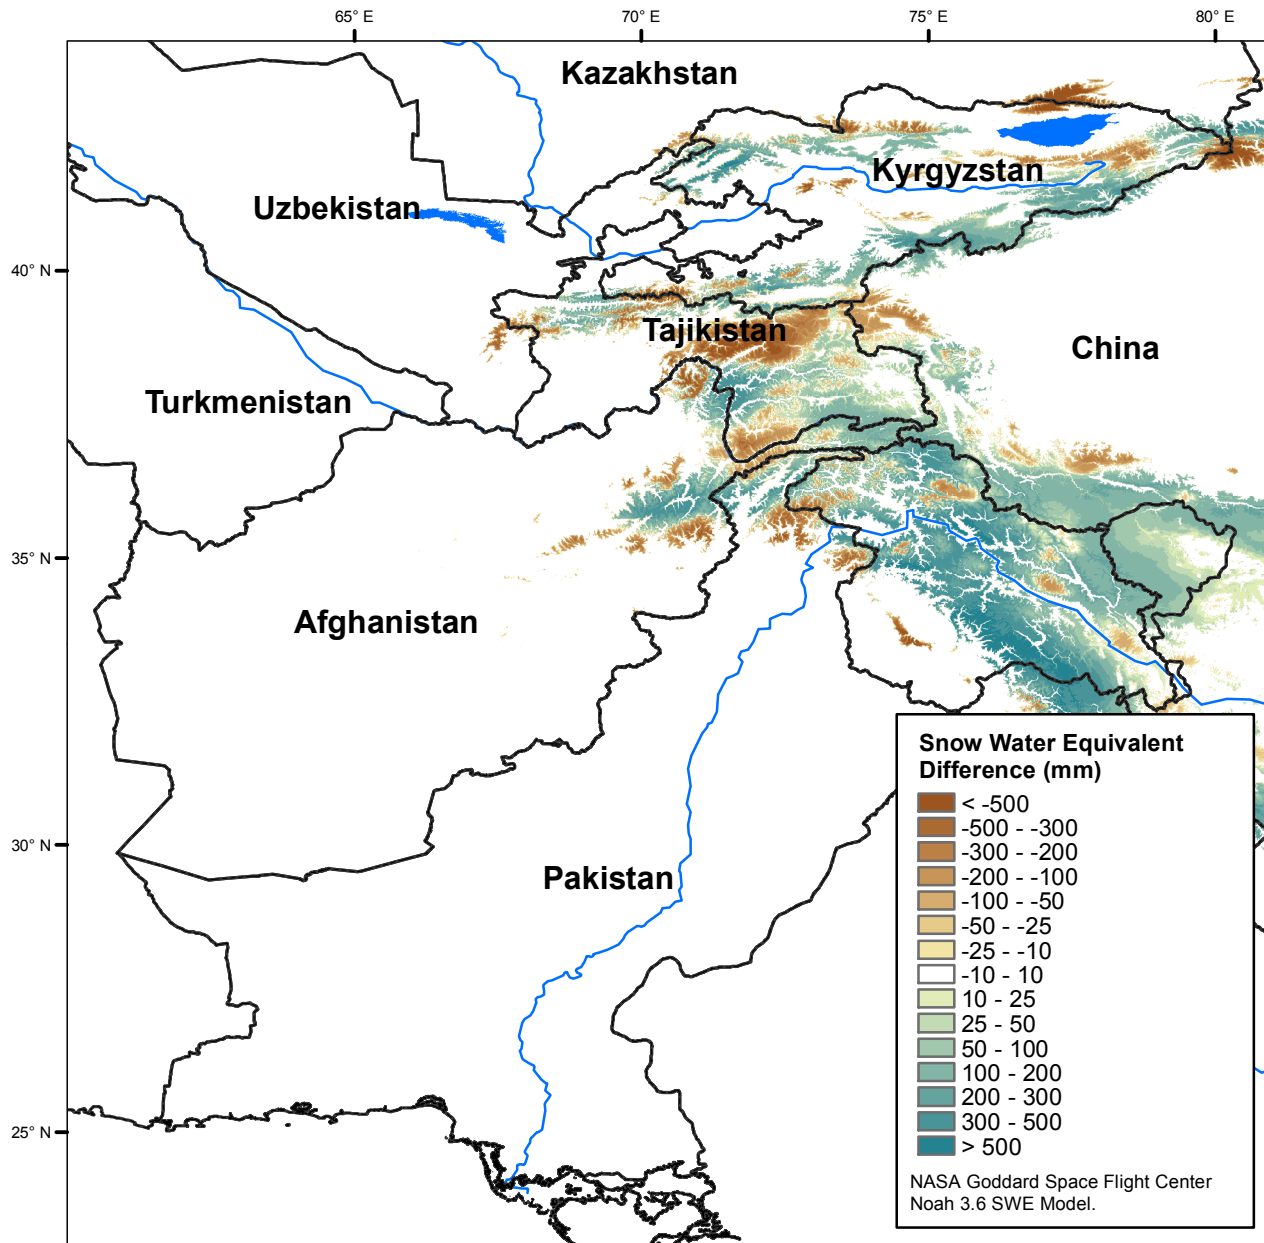 65° E
70° E
75° E
80° E
Kazakhstan
Kyrgyzstan
Uzbekistan
40° N
Tajikistan
China
Turkmenistan
35° N
Afghanistan
Snow Water Equivalent
Difference (mm)
< -500
-500 - -300
-300 - -200
-200 - -100
-100 - -50
-50 - -25
-25 - -10
-10 - 10
10 - 25
25 - 50
50 - 100
100 - 200
200 - 300
300 - 500
> 500
NASA Goddard Space Flight Center
Noah 3.6 SWE Model.
30° N
Pakistan
25° N